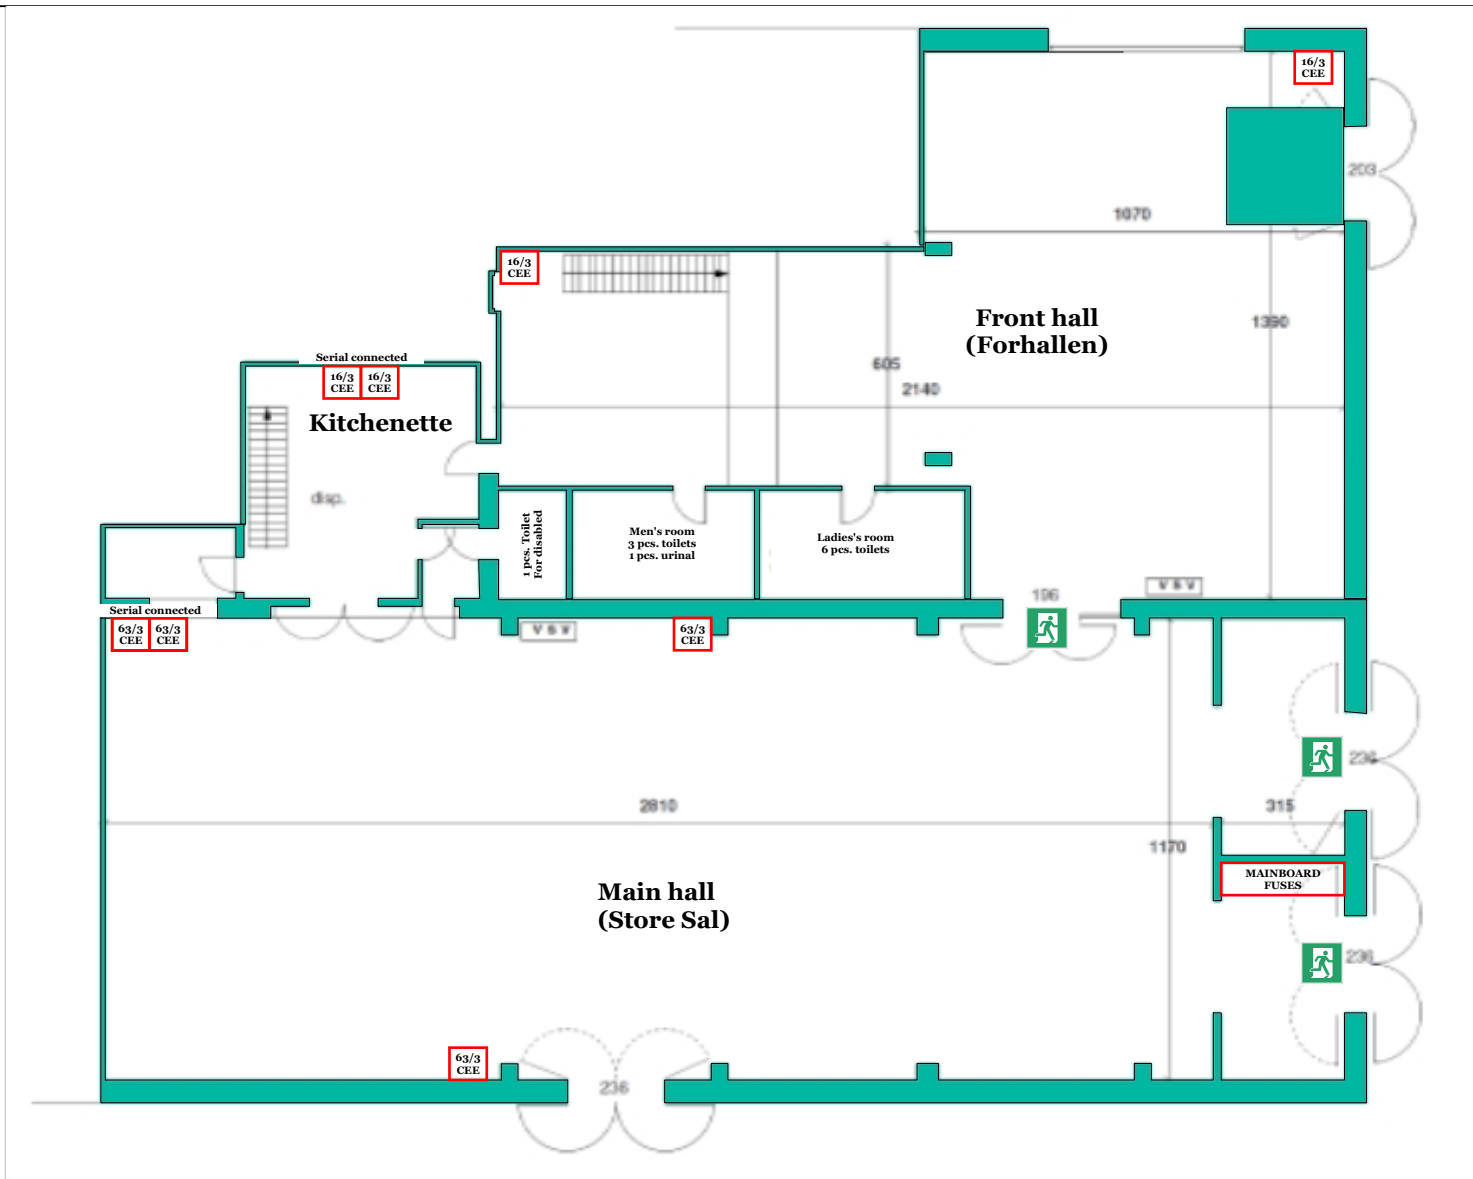 16/3
CEE
203
1070
16/3
CEE
Front hall
(Forhallen)
1390
605
2140
Serial connected
16/3
CEE
16/3
CEE
Kitchenette
disp.
1 pcs. Toilet
For disabled
Men's room
3 pcs. toilets
1 pcs. urinal
Ladies's room
6 pcs. toilets
V S V
196
Serial connected
63/3
CEE
63/3
CEE
V S V
63/3
CEE
236
2810
315
1170
MAINBOARD
FUSES
Main hall
(Store Sal)
236
63/3
CEE
236